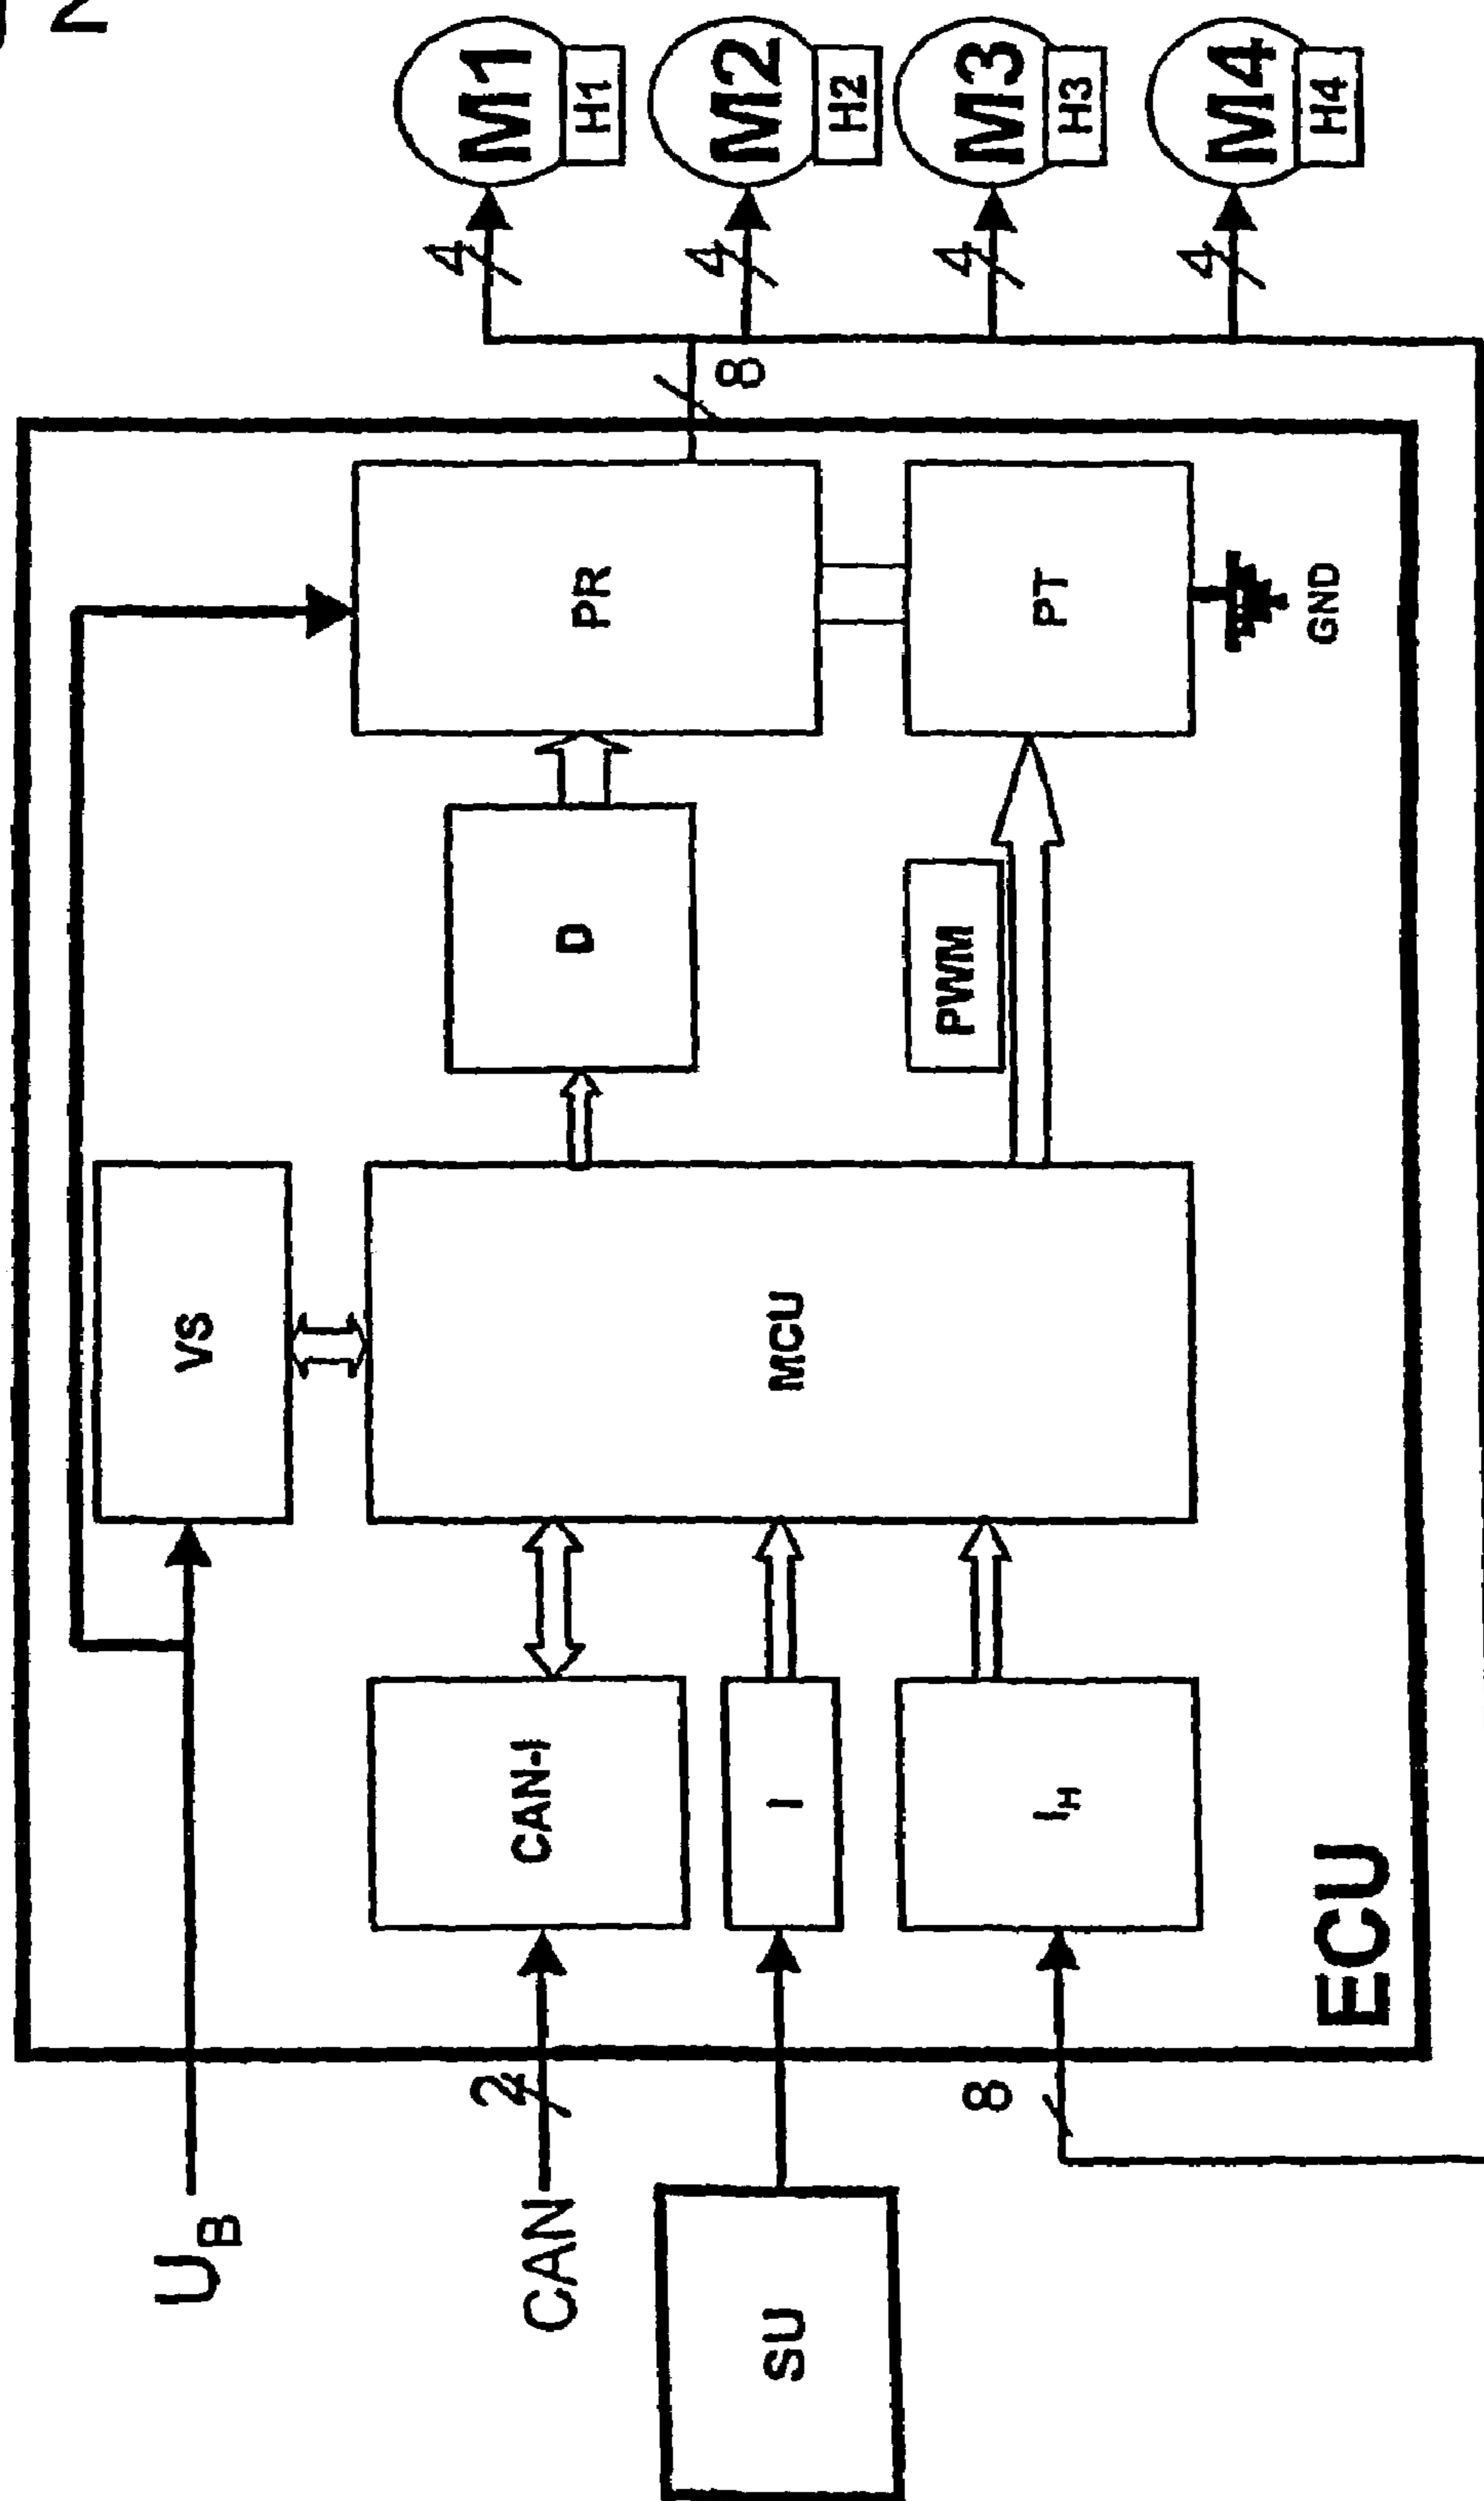 2
U_B
VS
4
M1
2
CAN
CAN-I
D
PR
H1
4
M2
8
SU
I
MCU
H2
PWM
4
M3
8
I_H
PT
H3
4
M4
GND
H4
ECU